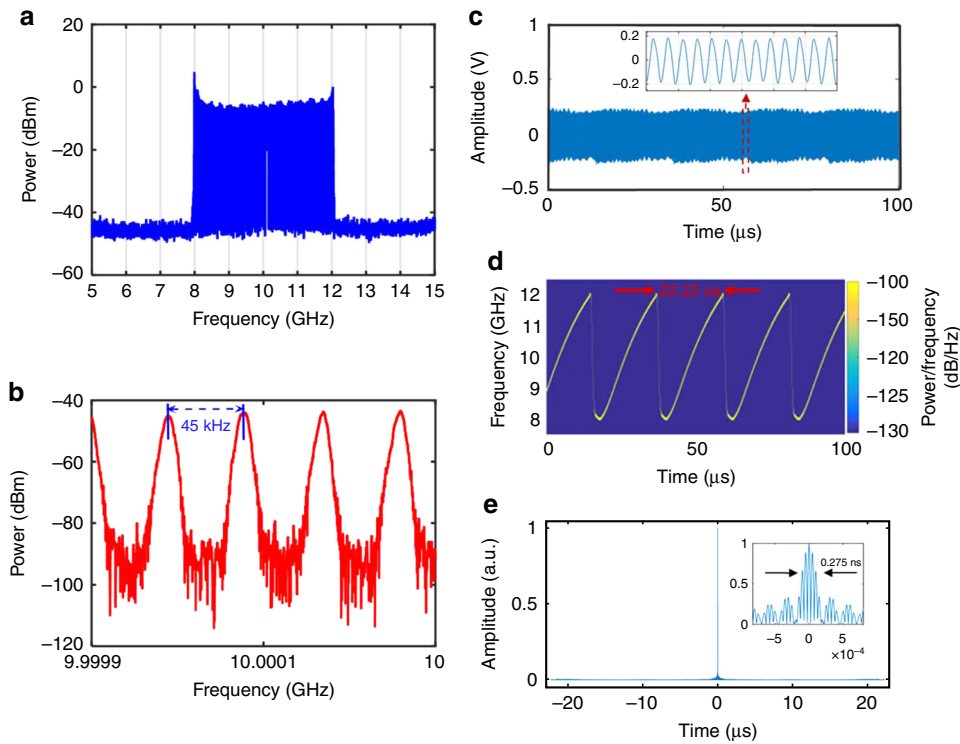 a
20
0
−20
−40
−60
Power (dBm)
5 6 7 8 9 10 11 12 13 14 15
Frequency (GHz)
b
−40
−60
−80
−100
−120
Power (dBm)
45 kHz
9.9999 10.0001 10
Frequency (GHz)
c
1
0.5
0
−0.5
Amplitude (V)
0.2
0
−0.2
0 50 100
Time (μs)
d
12
11
10
9
8
Frequency (GHz)
22.22 us
0 50 100
Time (μs)
−100
−150
−120
−125
−130
Power/frequency
(dB/Hz)
e
1
0.5
0
Amplitude (a.u.)
1
0.5
0
0.275 ns
−5 0 5
×10⁻⁴
−20 −10 0 10 20
Time (μs)